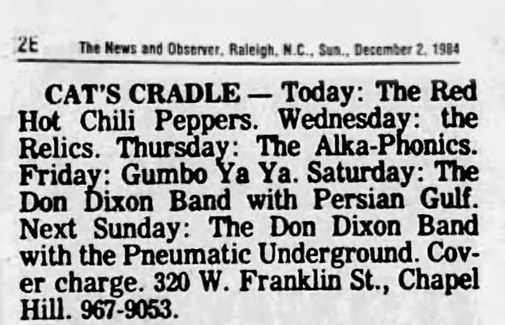 2E The News and Observer, Raleigh, N.C., Sun., December 2, 1984
CAT'S CRADLE — Today: The Red
Hot Chili Peppers. Wednesday: the
Relics. Thursday: The Alka-Phonics.
Friday: Gumbo Ya Ya. Saturday: The
Don Dixon Band with Persian Gulf.
Next Sunday: The Don Dixon Band
with the Pneumatic Underground. Cov-
er charge. 320 W. Franklin St., Chapel
Hill. 967-9053.